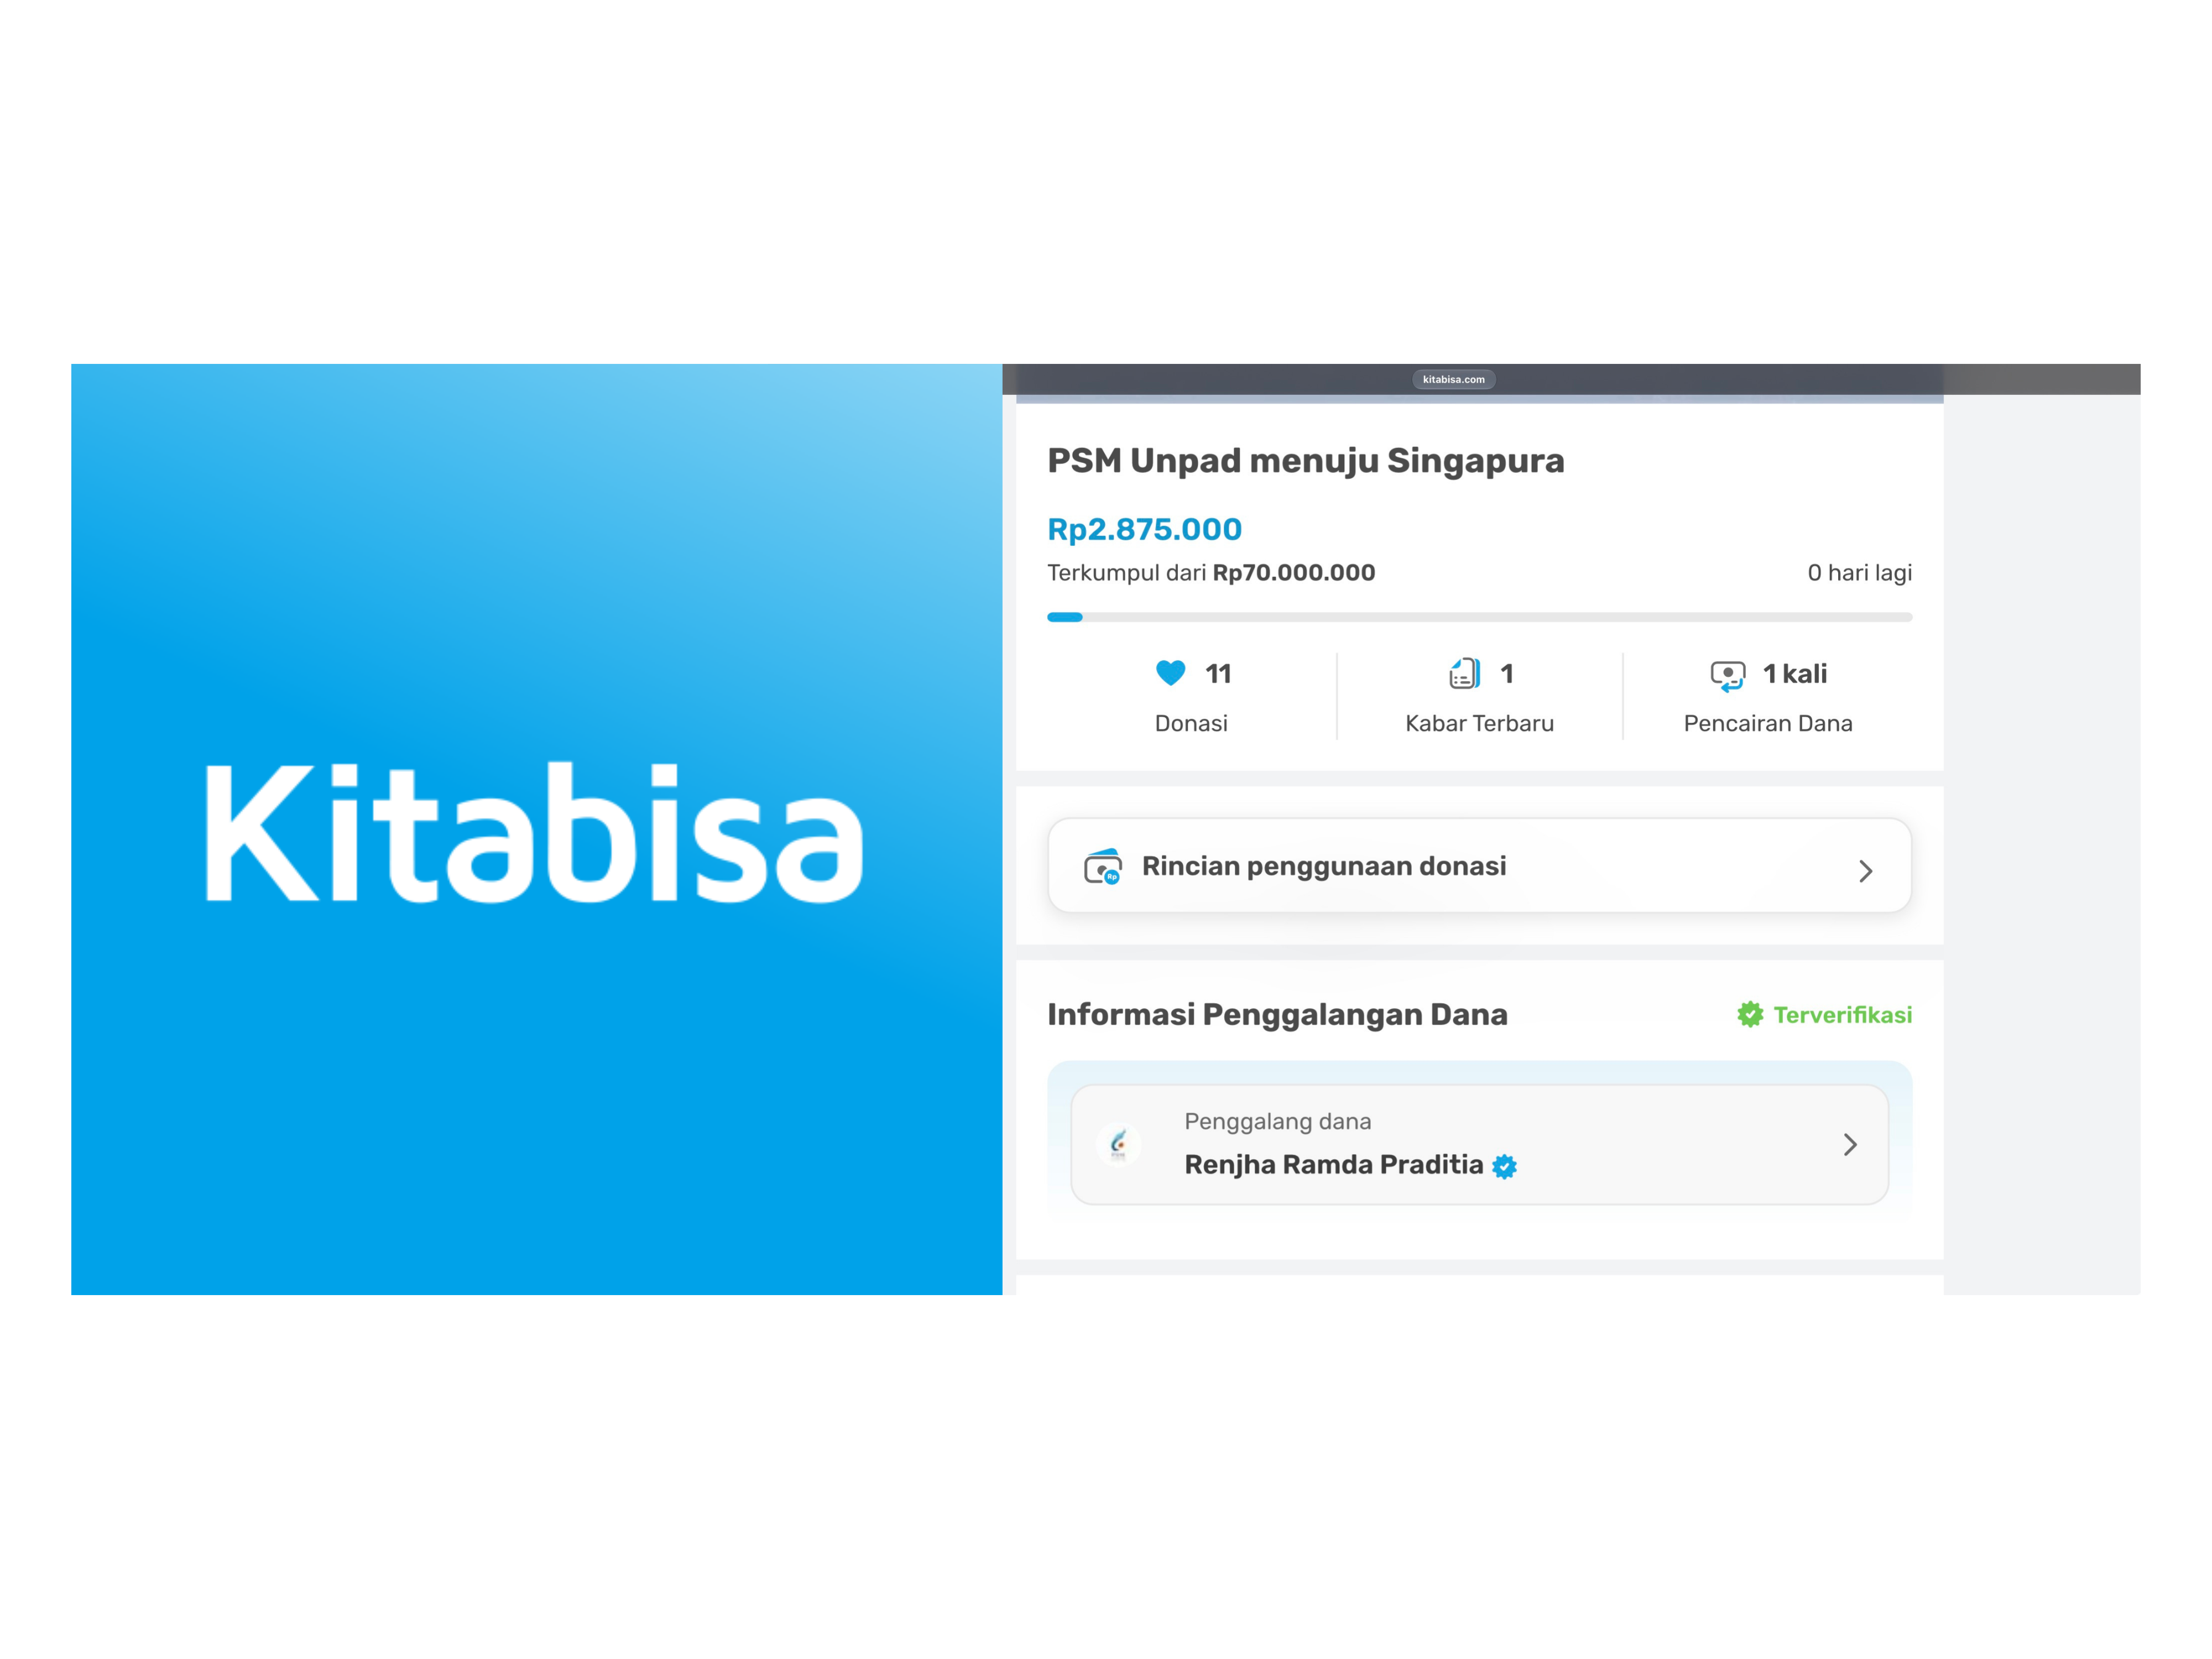 Kitabisa
kitabisa.com
PSM Unpad menuju Singapura
Rp2.875.000
Terkumpul dari Rp70.000.000
0 hari lagi
11
Donasi
1
Kabar Terbaru
1 kali
Pencairan Dana
Rp
Rincian penggunaan donasi
Informasi Penggalangan Dana
Terverifikasi
Penggalang dana
Renjha Ramda Praditia